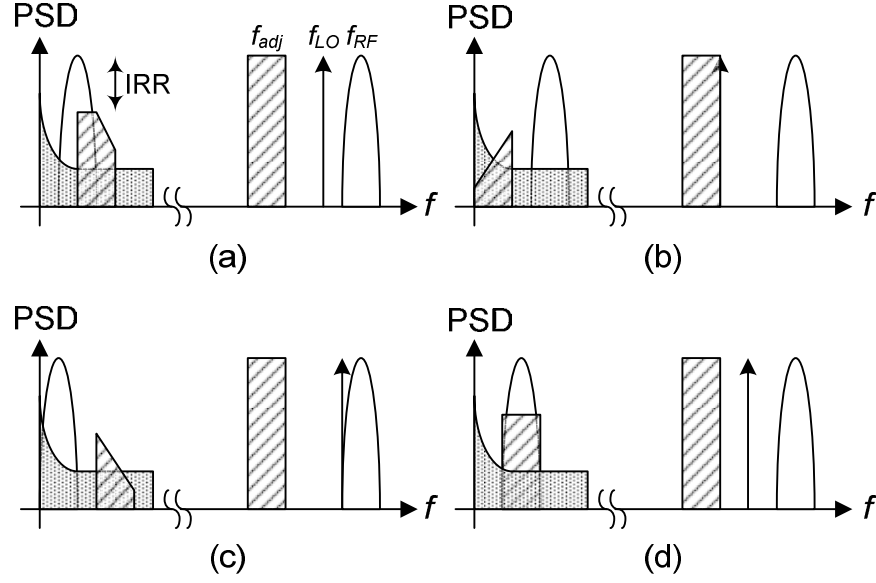 PSD PSD
f_adj f_LO f_RF
IRR
f f
(a) (b)
PSD PSD
f f
(c) (d)